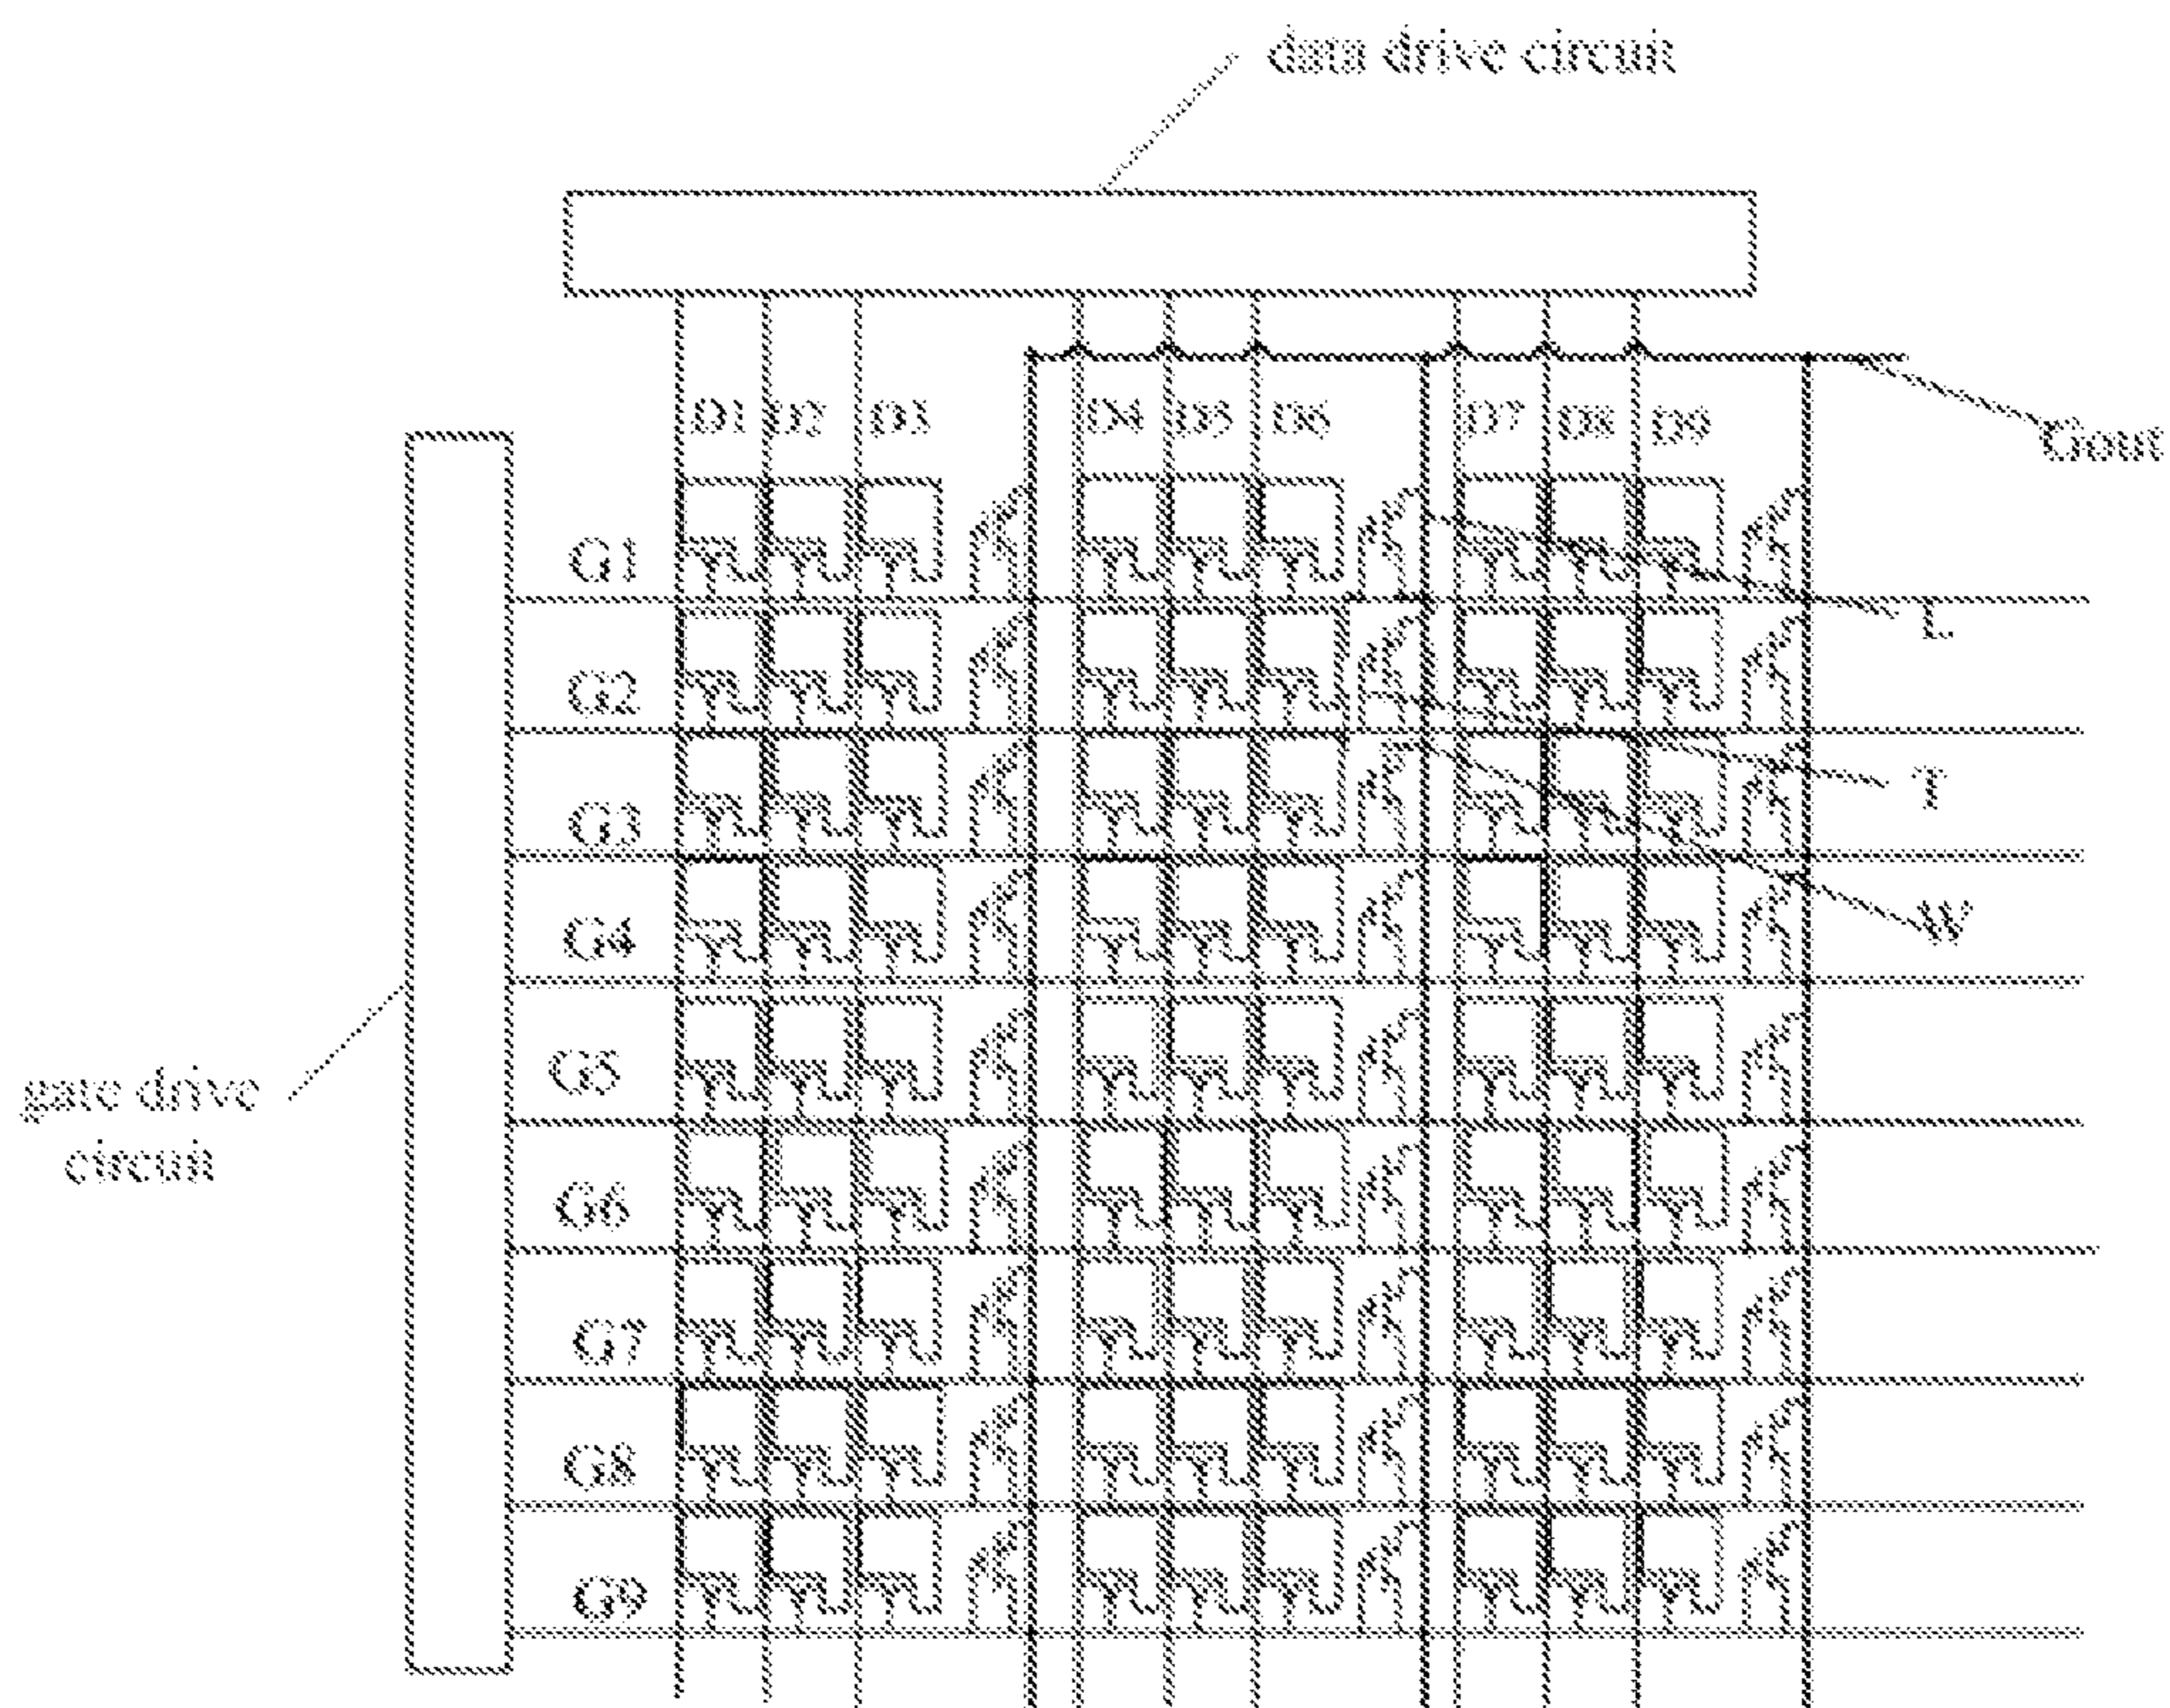 data drive circuit
D1 D2 D3 D4 D5 D6 D7 D8 D9
Gout
G1
L
G2
T
G3
W
G4
G5
gate drive
circuit
G6
G7
G8
G9